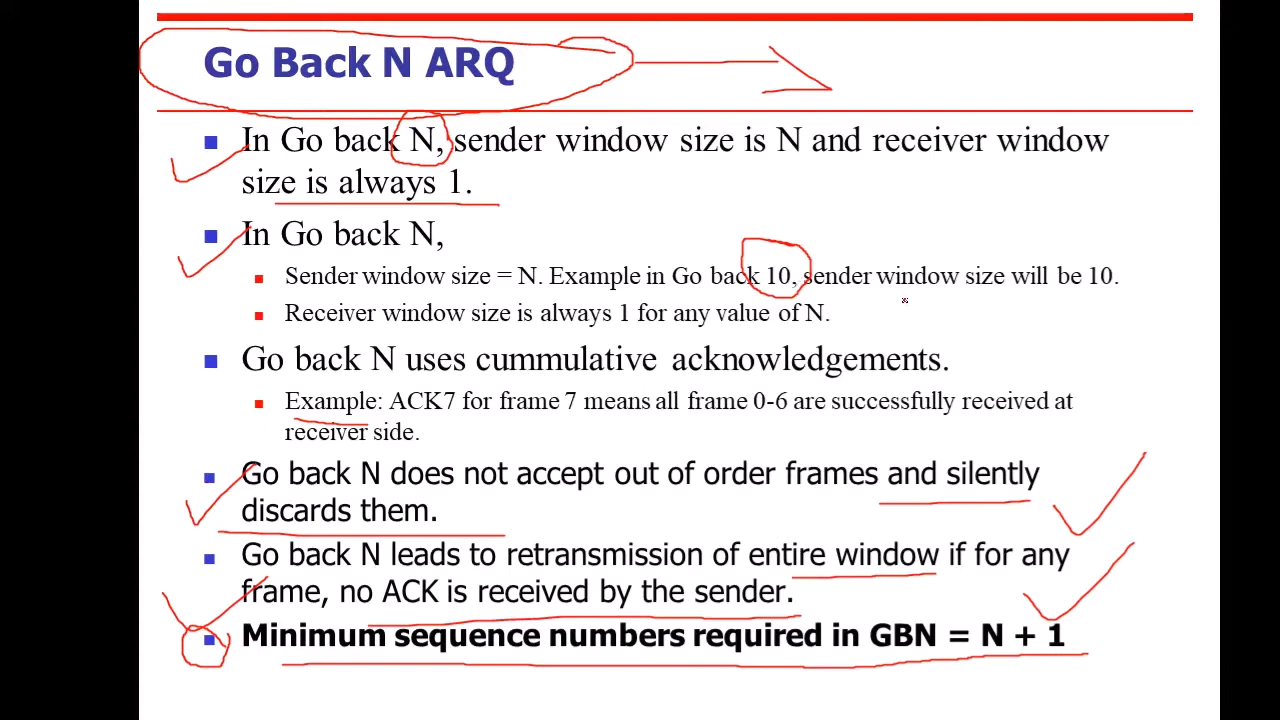 Go Back N ARQ
In Go back N, sender window size is N and receiver window
size is always 1.
In Go back N,
Sender window size = N. Example in Go back 10, sender window size will be 10.
Receiver window size is always 1 for any value of N.
Go back N uses cummulative acknowledgements.
Example: ACK7 for frame 7 means all frame 0-6 are successfully received at
receiver side.
Go back N does not accept out of order frames and silently
discards them.
Go back N leads to retransmission of entire window if for any
frame, no ACK is received by the sender.
Minimum sequence numbers required in GBN = N + 1